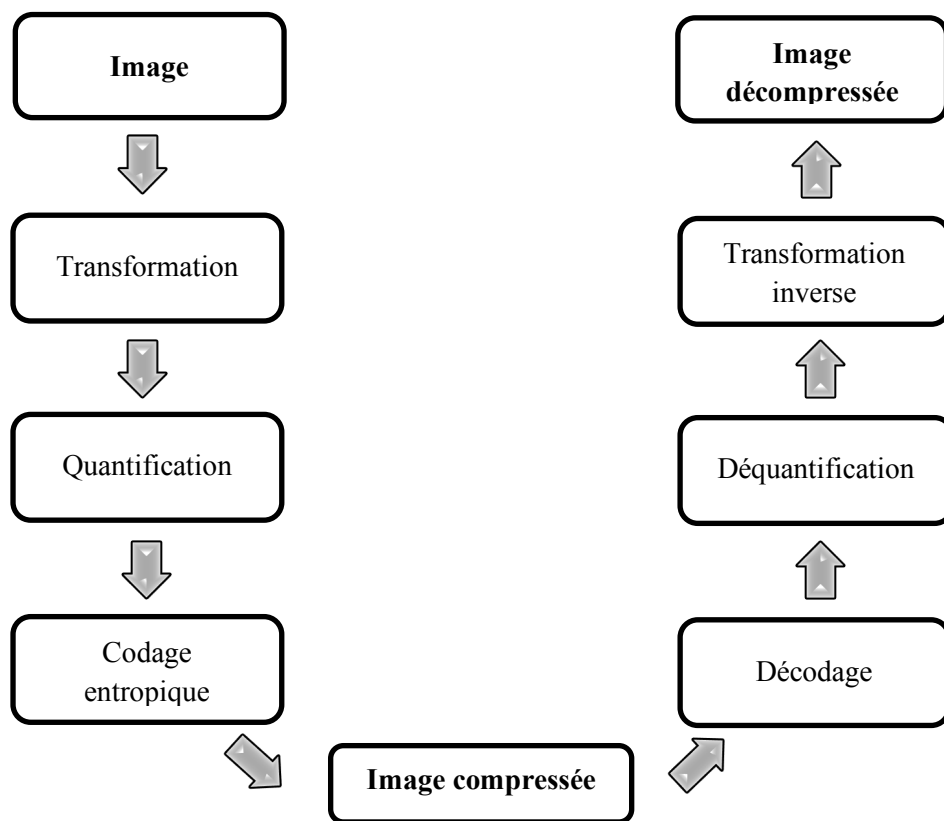 Image
Transformation
Quantification
Codage
entropique
Image compressée
Décodage
Déquantification
Transformation
inverse
Image
décompressée